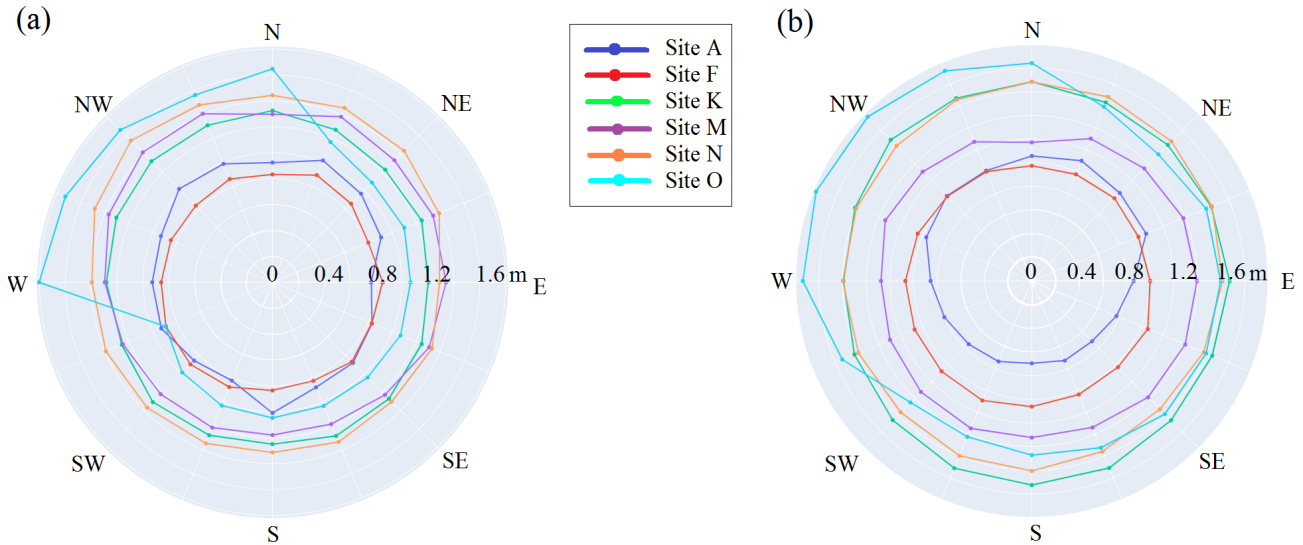 (a)
N
NE
E
SE
S
SW
W
NW
0 0.4 0.8 1.2 1.6 m
Site A
Site F
Site K
Site M
Site N
Site O
(b)
N
NE
E
SE
S
SW
W
NW
0 0.4 0.8 1.2 1.6 m